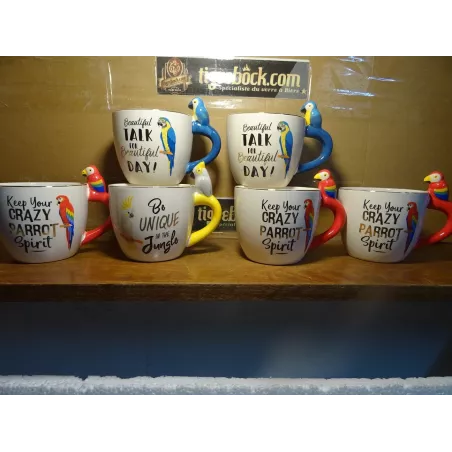 tigrebock.com
Spécialiste du verre à Bière
Beautiful
TALK
FOR
Beautiful
DAY!
Beautiful
TALK
FOR
Beautiful
DAY!
Keep Your
CRAZY
PARROT
Spirit
Be
UNIQUE
IN THE
Jungle
Keep Your
CRAZY
PARROT
Spirit
Keep Your
CRAZY
PARROT
Spirit